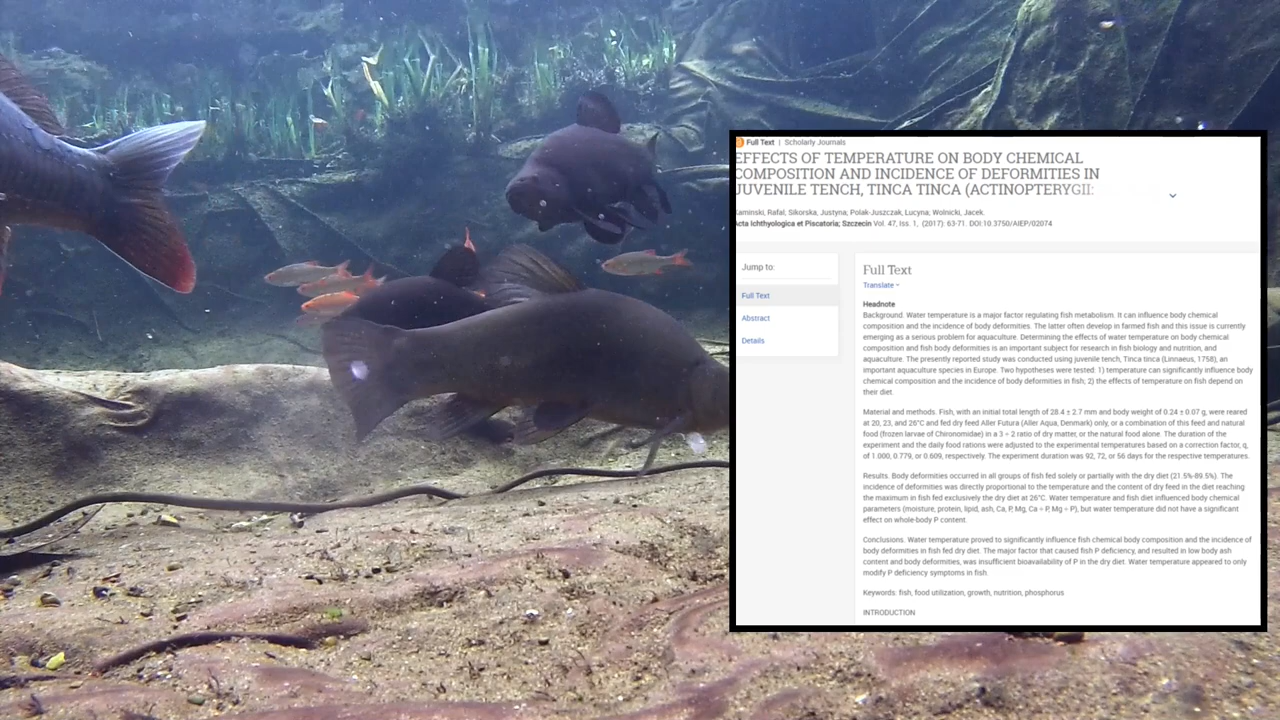 Full Text | Scholarly Journals
EFFECTS OF TEMPERATURE ON BODY CHEMICAL
COMPOSITION AND INCIDENCE OF DEFORMITIES IN
JUVENILE TENCH, TINCA TINCA (ACTINOPTERYGII:
Kaminski, Rafal; Sikorska, Justyna; Polak-Juszczak, Lucyna; Wolnicki, Jacek.
Acta Ichthyologica et Piscatoria; Szczecin Vol. 47, Iss. 1, (2017): 63-71. DOI:10.3750/AIEP/02074
Jump to:
Full Text
Abstract
Details
Full Text
Translate
Headnote
Background. Water temperature is a major factor regulating fish metabolism. It can influence body chemical
composition and the incidence of body deformities. The latter often develop in farmed fish and this issue is currently
emerging as a serious problem for aquaculture. Determining the effects of water temperature on body chemical
composition and fish body deformities is an important subject for research in fish biology and nutrition, and
aquaculture. The presently reported study was conducted using juvenile tench, Tinca tinca (Linnaeus, 1758), an
important aquaculture species in Europe. Two hypotheses were tested: 1) temperature can significantly influence body
chemical composition and the incidence of body deformities in fish; 2) the effects of temperature on fish depend on
their diet.
Material and methods. Fish, with an initial total length of 28.4 ± 2.7 mm and body weight of 0.24 ± 0.07 g, were reared
at 20, 23, and 26°C and fed dry feed Aller Futura (Aller Aqua, Denmark) only, or a combination of this feed and natural
food (frozen larvae of Chironomidae) in a 3 ÷ 2 ratio of dry matter, or the natural food alone. The duration of the
experiment and the daily food rations were adjusted to the experimental temperatures based on a correction factor, q,
of 1.000, 0.779, or 0.609, respectively. The experiment duration was 92, 72, or 56 days for the respective temperatures.
Results. Body deformities occurred in all groups of fish fed solely or partially with the dry diet (21.5%-89.5%). The
incidence of deformities was directly proportional to the temperature and the content of dry feed in the diet reaching
the maximum in fish fed exclusively the dry diet at 26°C. Water temperature and fish diet influenced body chemical
parameters (moisture, protein, lipid, ash, Ca, P, Mg, Ca ÷ P, Mg ÷ P), but water temperature did not have a significant
effect on whole-body P content.
Conclusions. Water temperature proved to significantly influence fish chemical body composition and the incidence of
body deformities in fish fed dry diet. The major factor that caused fish P deficiency, and resulted in low body ash
content and body deformities, was insufficient bioavailability of P in the dry diet. Water temperature appeared to only
modify P deficiency symptoms in fish.
Keywords: fish, food utilization, growth, nutrition, phosphorus
INTRODUCTION